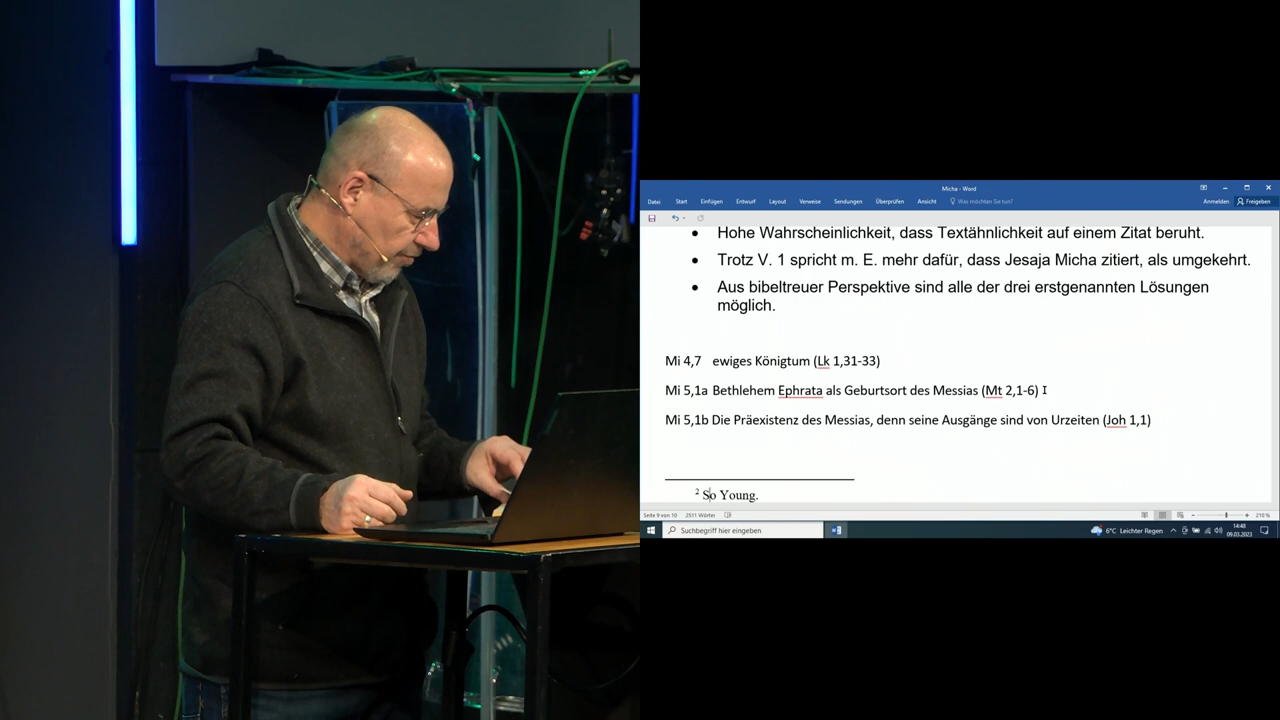 Micha - Word
Datei Start Einfügen Entwurf Layout Verweise Sendungen Überprüfen Ansicht Was möchten Sie tun? Anmelden Freigeben
• Hohe Wahrscheinlichkeit, dass Textähnlichkeit auf einem Zitat beruht.
• Trotz V. 1 spricht m. E. mehr dafür, dass Jesaja Micha zitiert, als umgekehrt.
• Aus bibeltreuer Perspektive sind alle der drei erstgenannten Lösungen
möglich.
Mi 4,7 ewiges Königtum (Lk 1,31-33)
Mi 5,1a Bethlehem Ephrata als Geburtsort des Messias (Mt 2,1-6)
Mi 5,1b Die Präexistenz des Messias, denn seine Ausgänge sind von Urzeiten (Joh 1,1)
2 So Young.
Seite 9 von 10 2511 Wörter 210 %
Suchbegriff hier eingeben 6°C Leichter Regen 14:48
09.03.2023